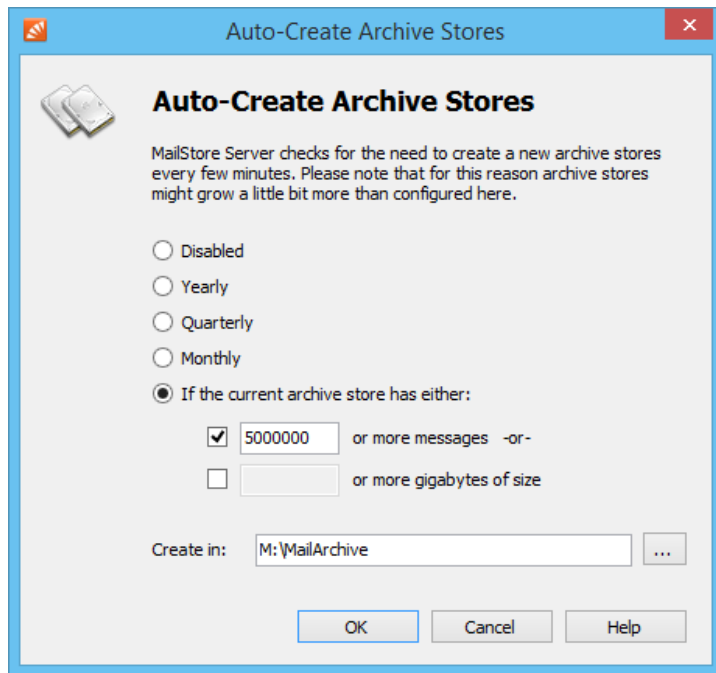 Auto-Create Archive Stores
Auto-Create Archive Stores
MailStore Server checks for the need to create a new archive stores
every few minutes. Please note that for this reason archive stores
might grow a little bit more than configured here.
Disabled
Yearly
Quarterly
Monthly
If the current archive store has either:
5000000 or more messages -or-
or more gigabytes of size
Create in: M:\MailArchive ...
OK Cancel Help